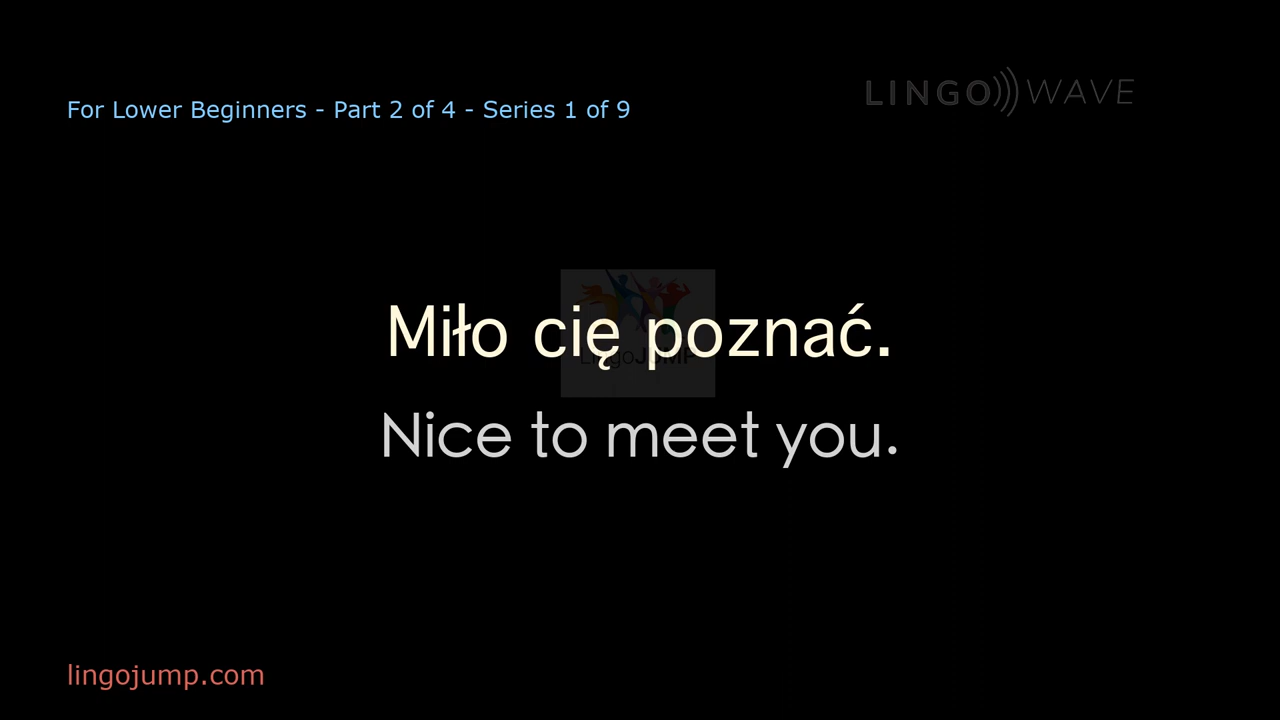 For Lower Beginners - Part 2 of 4 - Series 1 of 9
LINGO WAVE
Miło cię poznać.
LingoJUMP
Nice to meet you.
lingojump.com